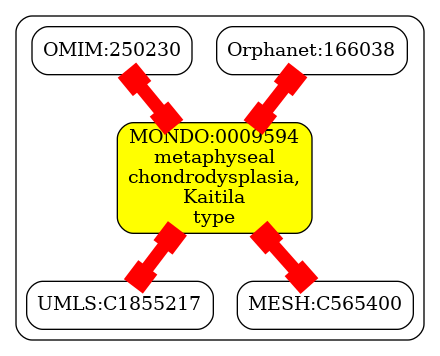 OMIM:250230
Orphanet:166038
MONDO:0009594
metaphyseal
chondrodysplasia,
Kaitila
type
UMLS:C1855217
MESH:C565400